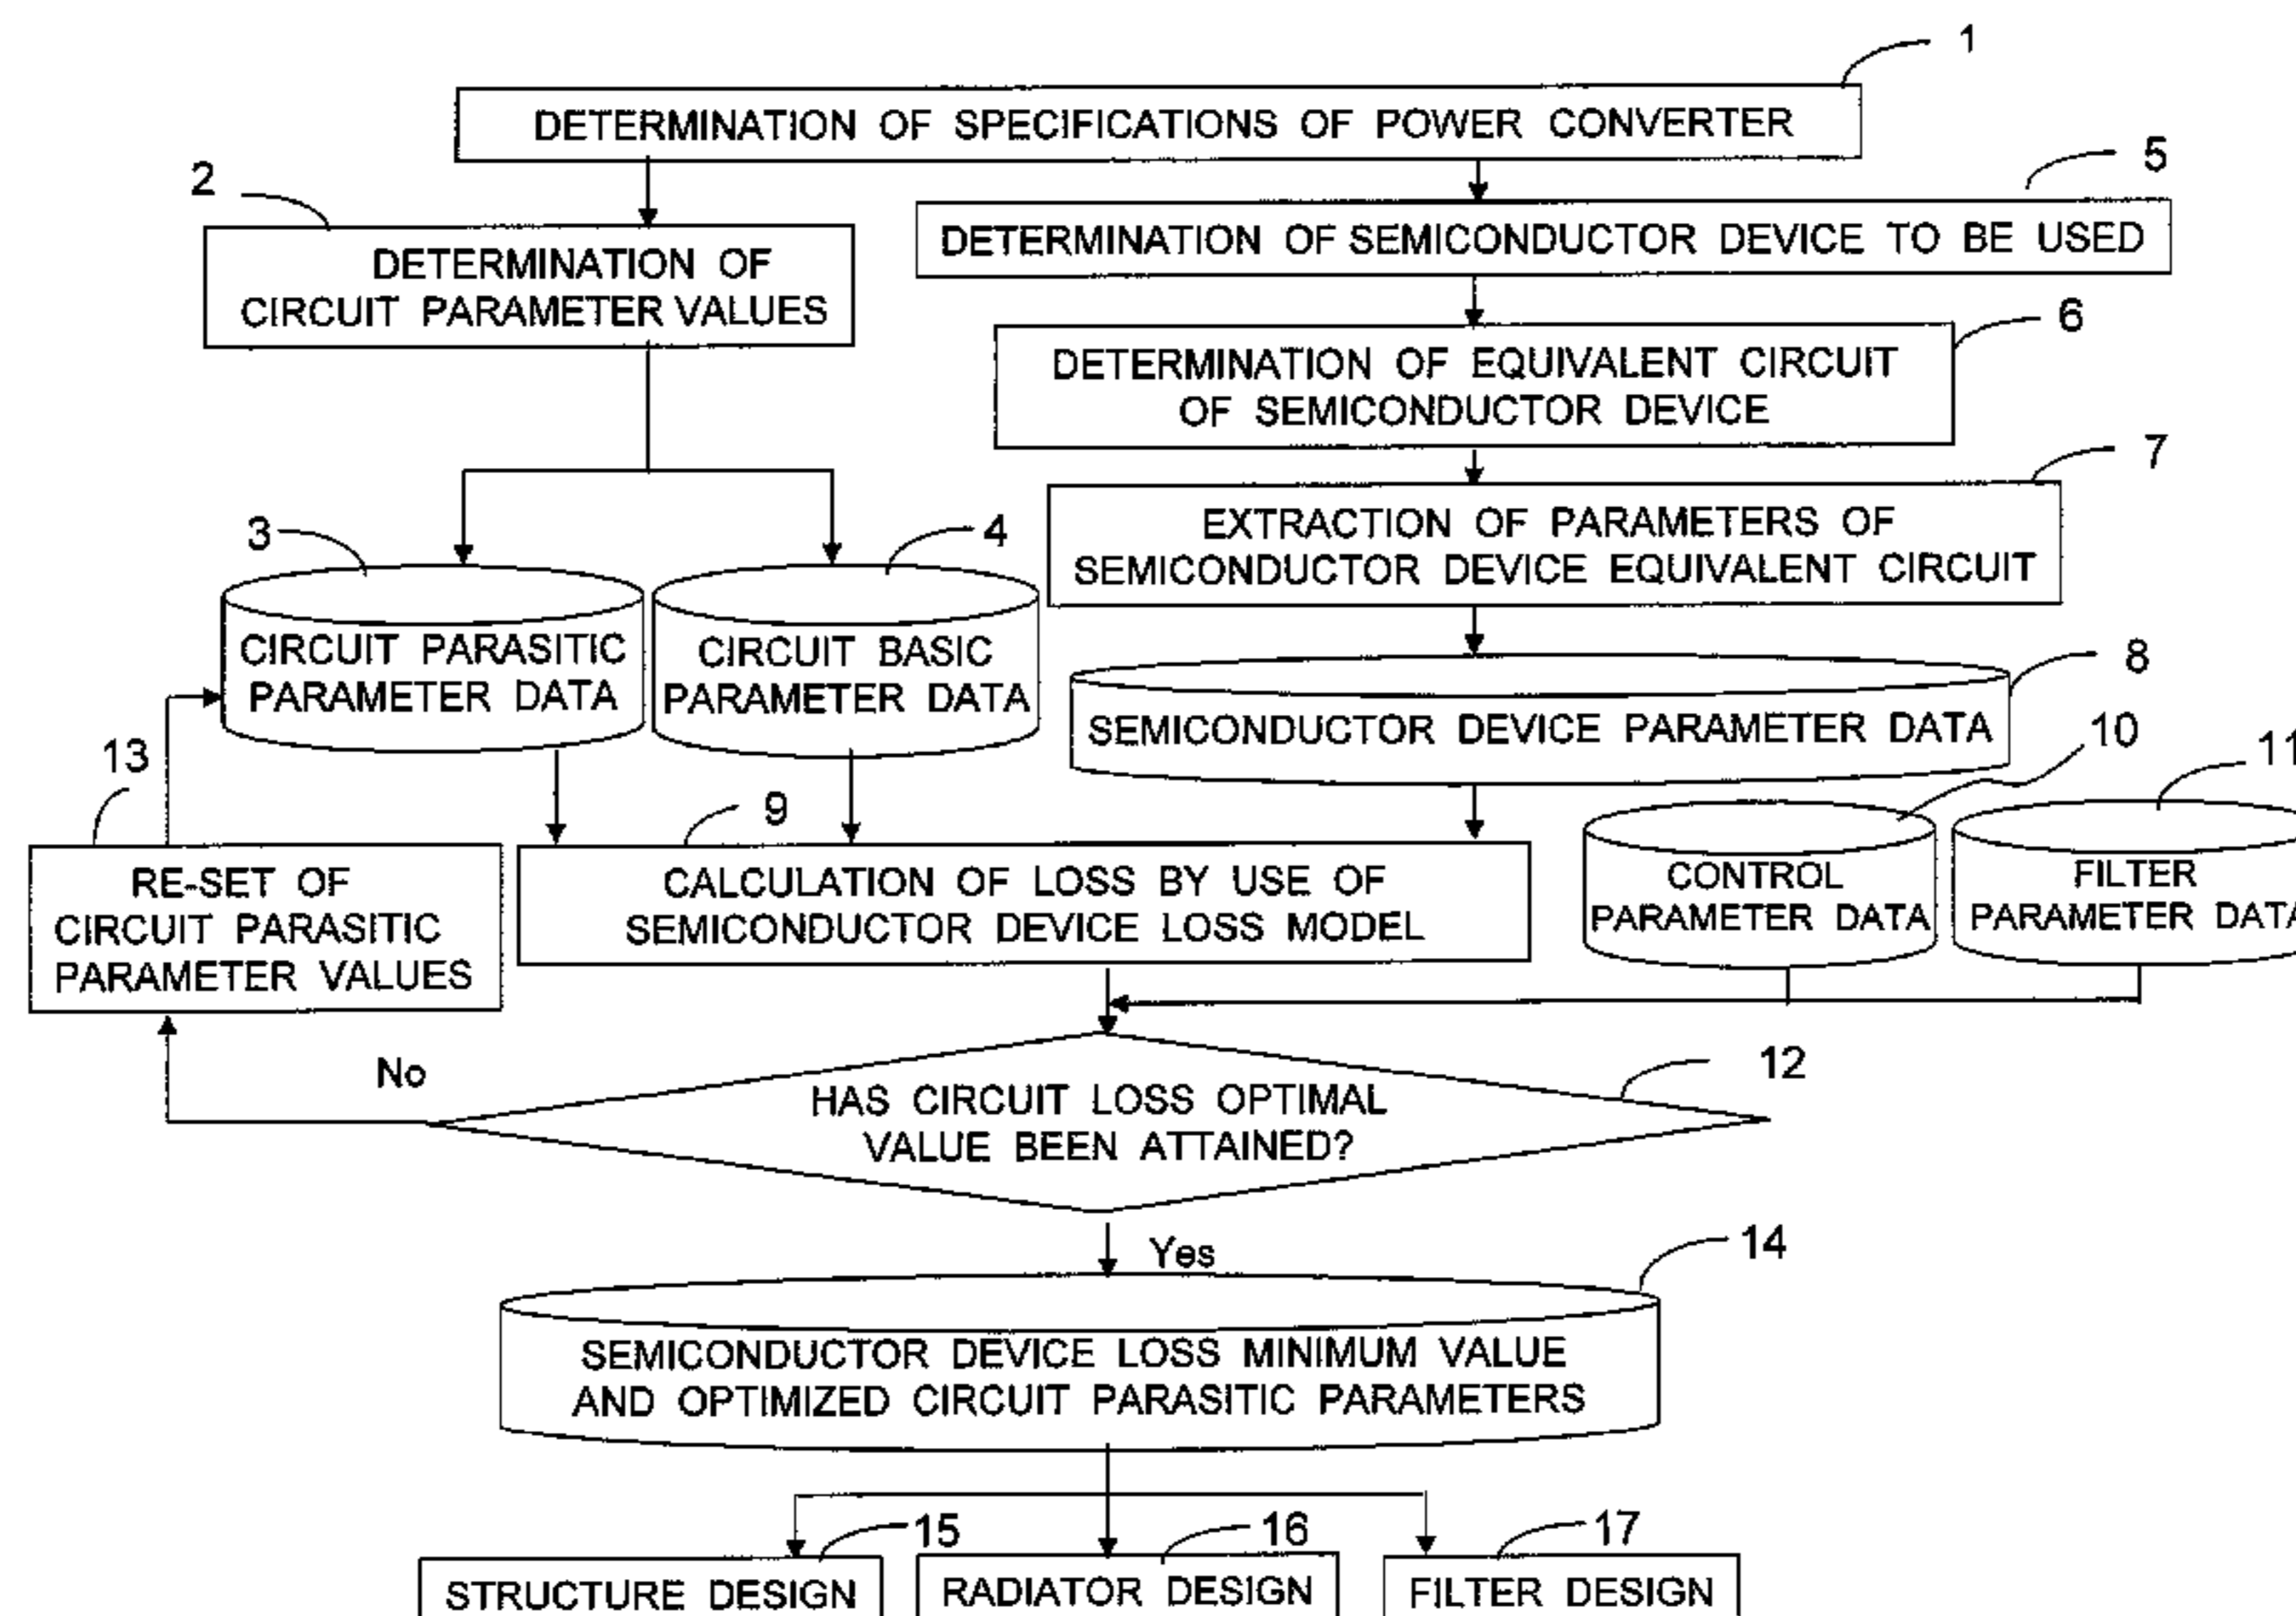 1
DETERMINATION OF SPECIFICATIONS OF POWER CONVERTER
2
5
DETERMINATION OF
CIRCUIT PARAMETER VALUES
DETERMINATION OF SEMICONDUCTOR DEVICE TO BE USED
6
DETERMINATION OF EQUIVALENT CIRCUIT
OF SEMICONDUCTOR DEVICE
7
EXTRACTION OF PARAMETERS OF
SEMICONDUCTOR DEVICE EQUIVALENT CIRCUIT
3
4
CIRCUIT PARASITIC
PARAMETER DATA
CIRCUIT BASIC
PARAMETER DATA
8
SEMICONDUCTOR DEVICE PARAMETER DATA
10
11
13
9
RE-SET OF
CIRCUIT PARASITIC
PARAMETER VALUES
CALCULATION OF LOSS BY USE OF
SEMICONDUCTOR DEVICE LOSS MODEL
CONTROL
PARAMETER DATA
FILTER
PARAMETER DATA
No
12
HAS CIRCUIT LOSS OPTIMAL
VALUE BEEN ATTAINED?
Yes
14
SEMICONDUCTOR DEVICE LOSS MINIMUM VALUE
AND OPTIMIZED CIRCUIT PARASITIC PARAMETERS
15
16
17
STRUCTURE DESIGN
RADIATOR DESIGN
FILTER DESIGN